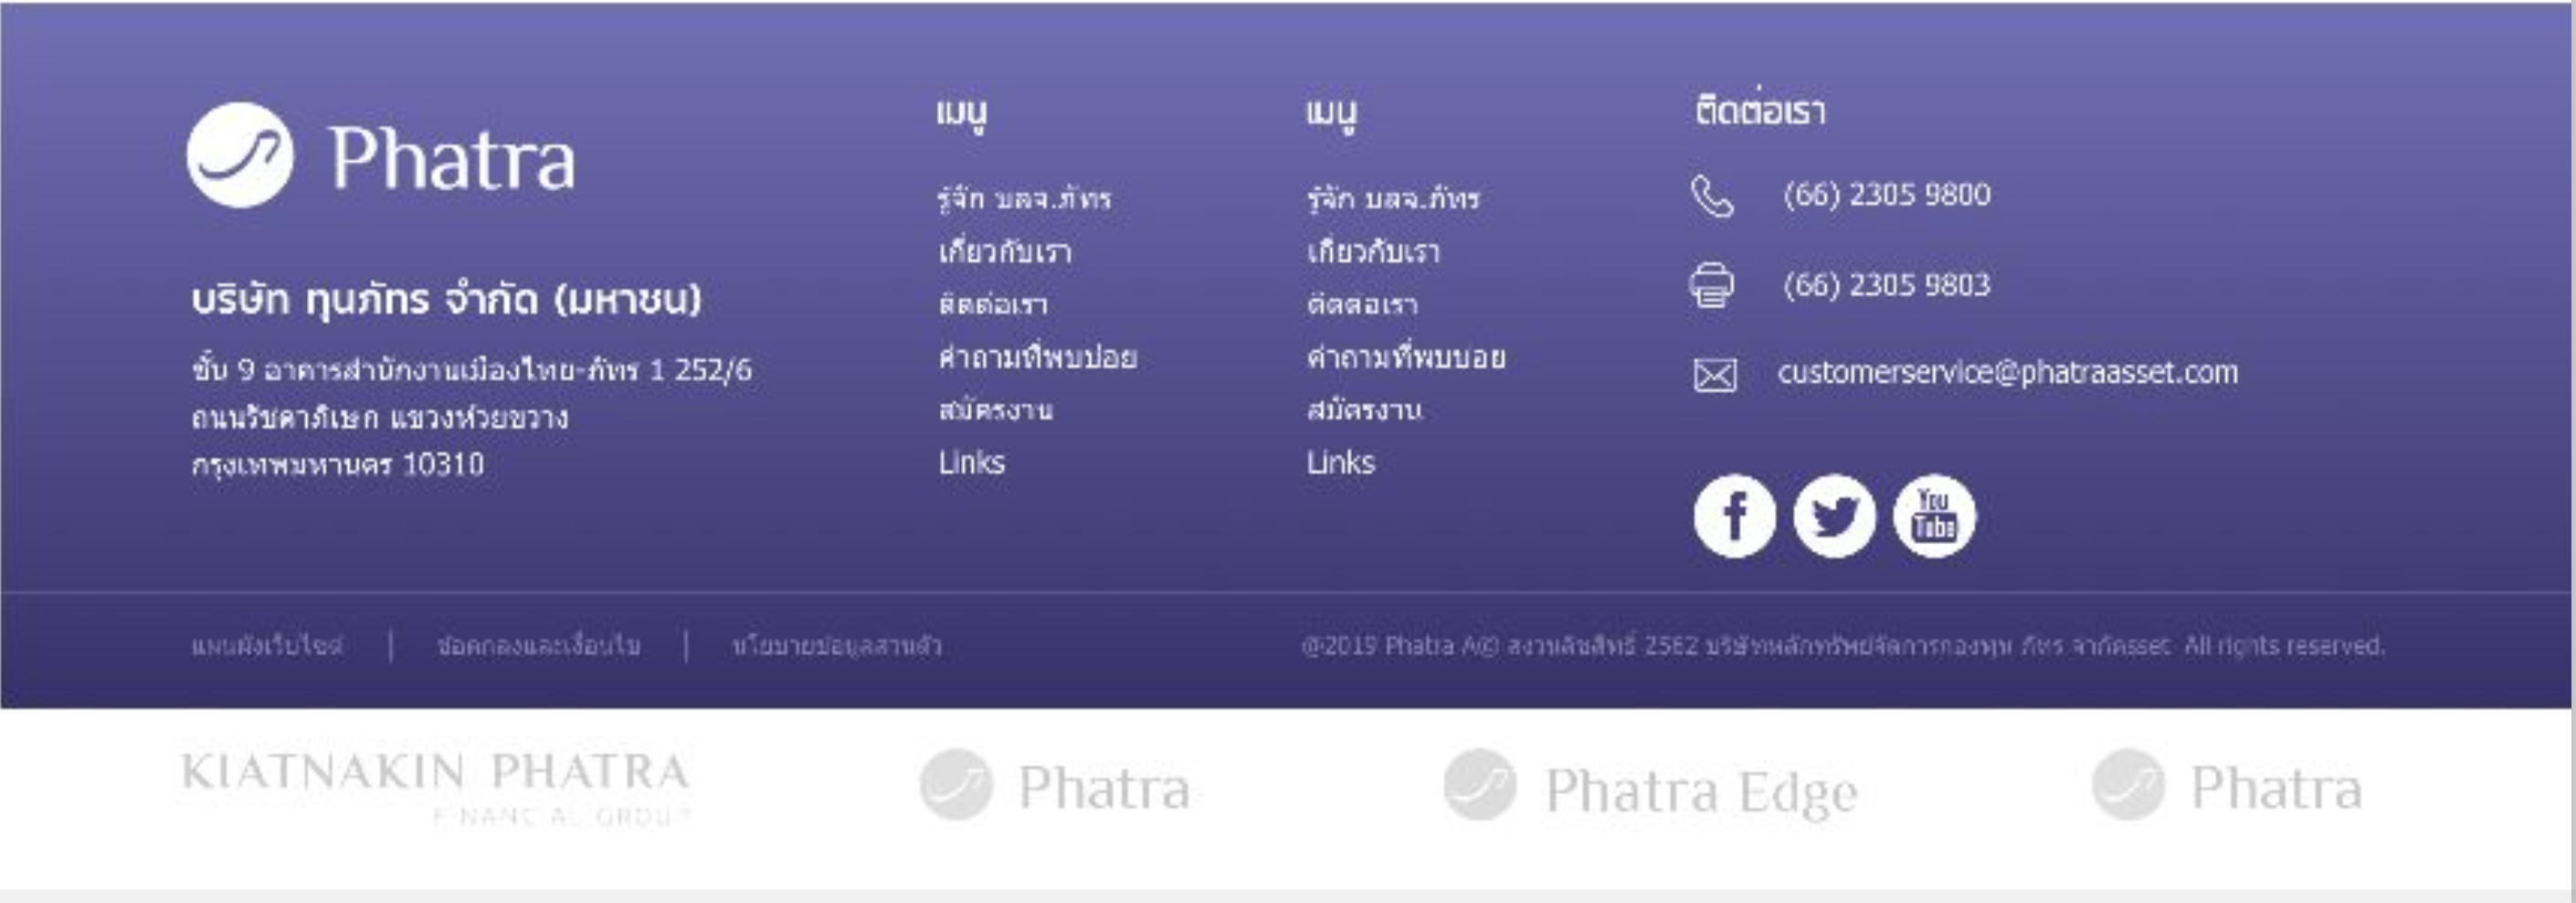 Phatra
บริษัท ทุนภัทร จำกัด (มหาชน)
ชั้น 9 อาคารสำนักงานเมืองไทย-ภัทร 1 252/6
ถนนรัชดาภิเษก แขวงห้วยขวาง
กรุงเทพมหานคร 10310
เมนู
รู้จัก บลจ.ภัทร
เกี่ยวกับเรา
ติดต่อเรา
คำถามที่พบบ่อย
สมัครงาน
Links
เมนู
รู้จัก บลจ.ภัทร
เกี่ยวกับเรา
ติดต่อเรา
คำถามที่พบบ่อย
สมัครงาน
Links
ติดต่อเรา
(66) 2305 9800
(66) 2305 9803
customerservice@phatraasset.com
f
You
Tube
แผนผังเว็บไซต์ | ข้อตกลงและเงื่อนไข | นโยบายข้อมูลส่วนตัว
@2019 Phatra A© สงวนลิขสิทธิ์ 2562 บริษัทหลักทรัพย์จัดการกองทุน ภัทร จำกัดsset. All rights reserved.
KIATNAKIN PHATRA
FINANCIAL GROUP
Phatra
Phatra Edge
Phatra